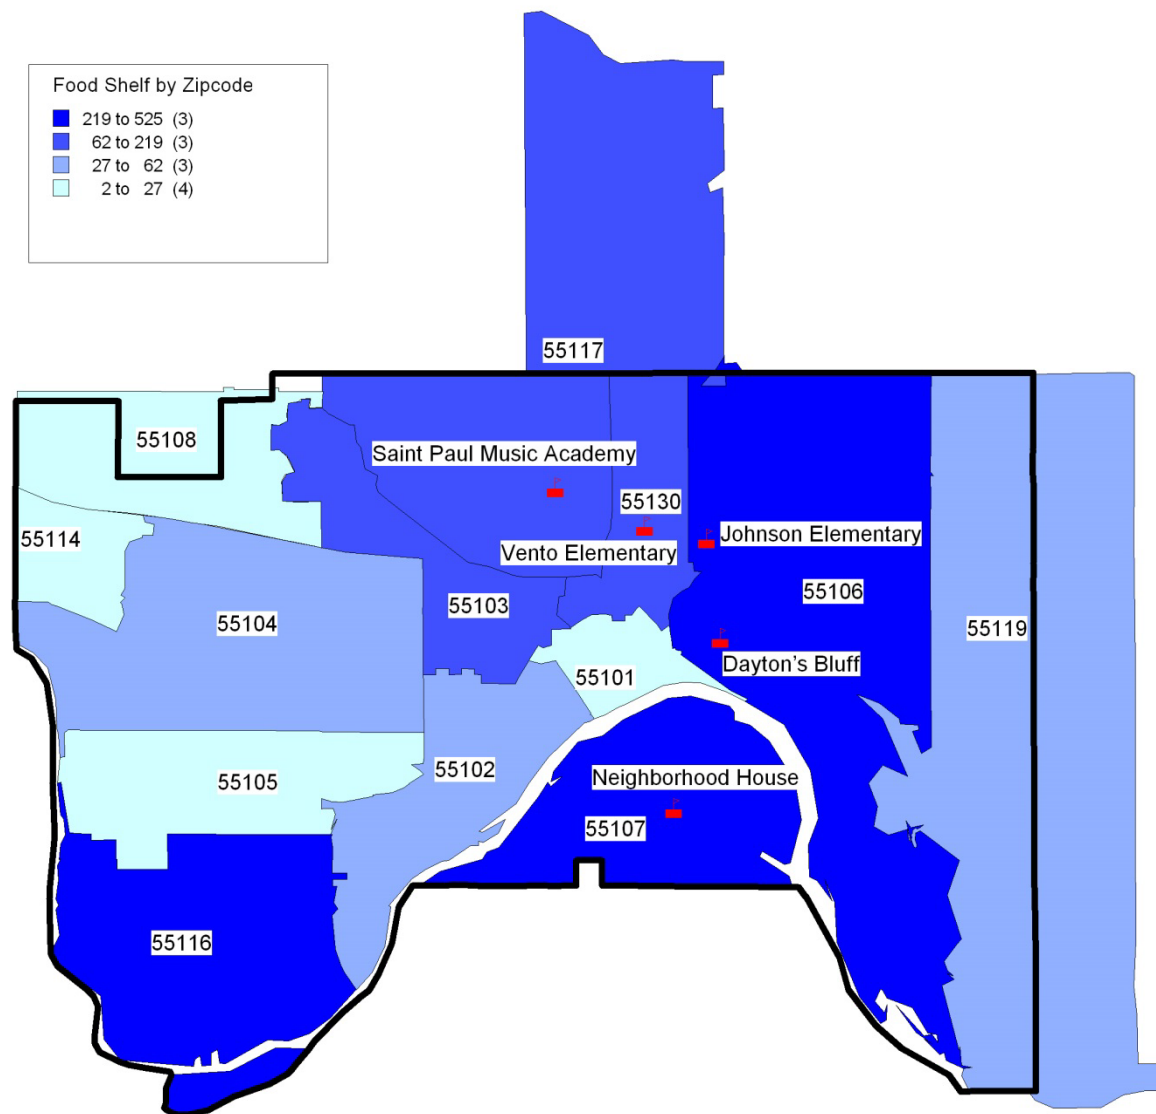 Food Shelf by Zipcode
219 to 525 (3)
62 to 219 (3)
27 to 62 (3)
2 to 27 (4)
55117
55108
Saint Paul Music Academy
55130
55114
Johnson Elementary
Vento Elementary
55106
55103
55104
55119
Dayton's Bluff
55101
55102
Neighborhood House
55105
55107
55116